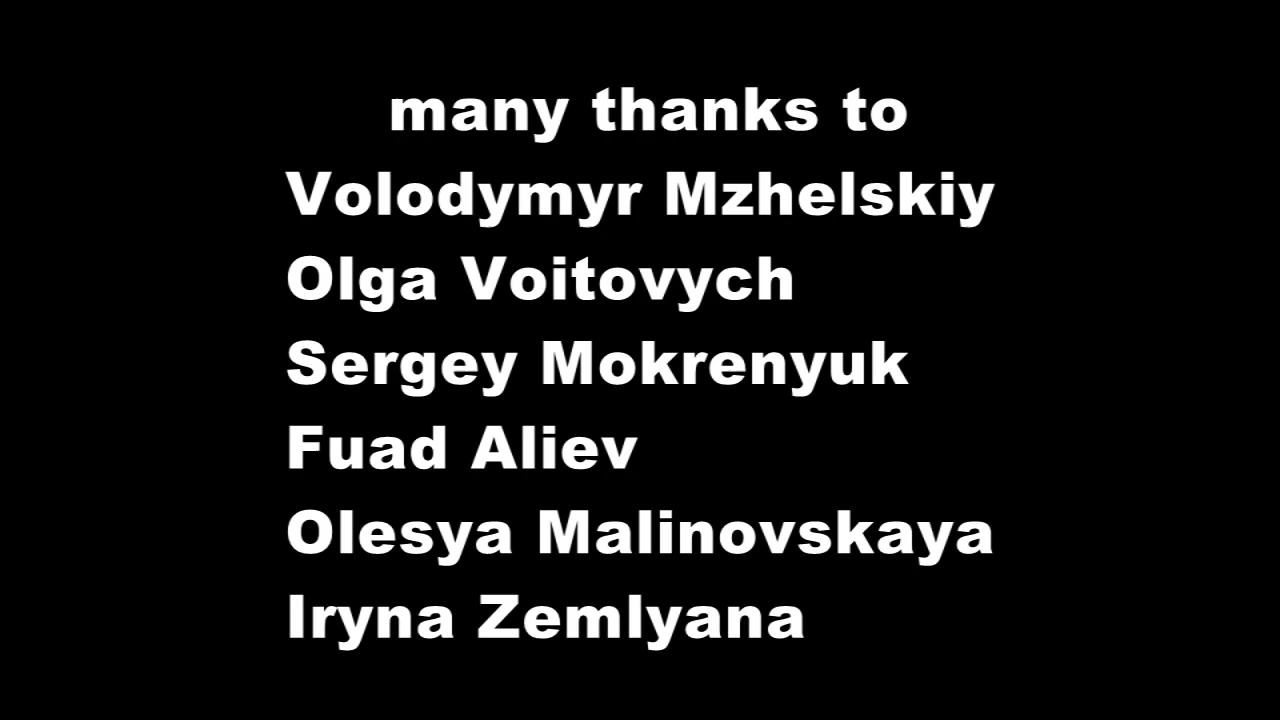 many thanks to
Volodymyr Mzhelskiy
Olga Voitovych
Sergey Mokrenyuk
Fuad Aliev
Olesya Malinovskaya
Iryna Zemlyana